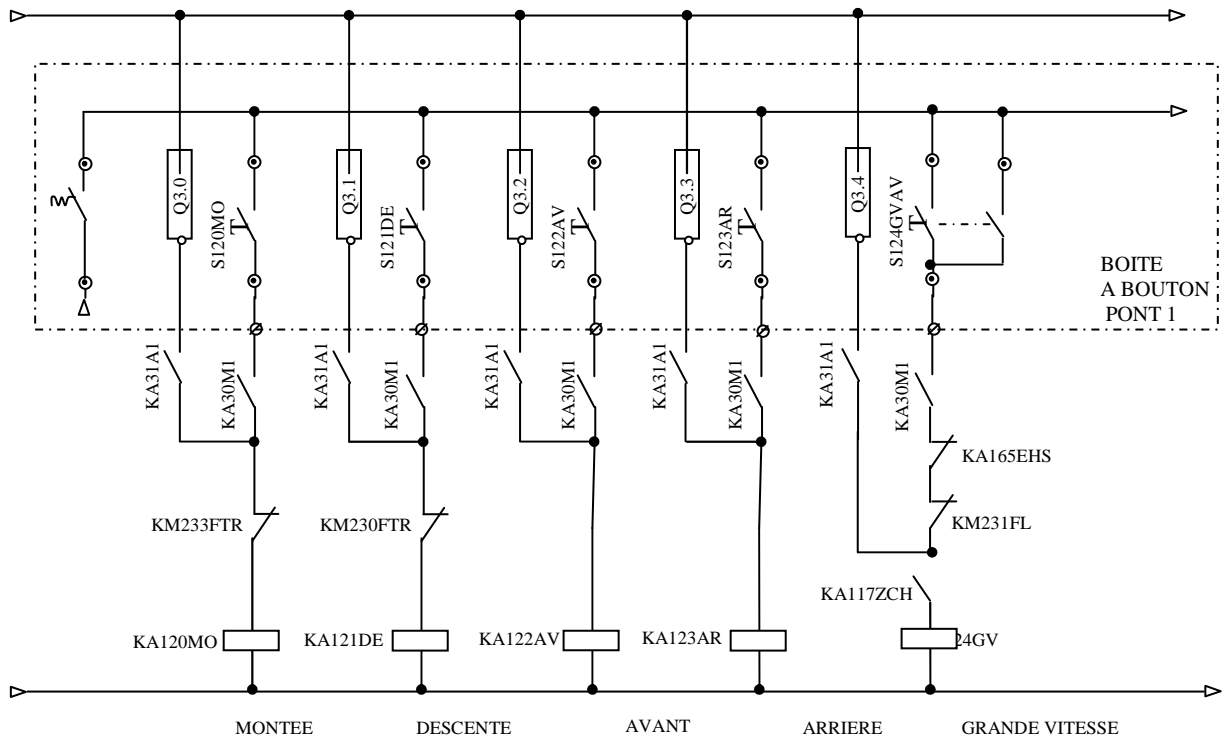 Q3.0
S120MO
Q3.1
S121DE
Q3.2
S122AV
Q3.3
S123AR
Q3.4
S124GVAV
BOITE
A BOUTON
PONT 1
KA31A1
KA30M1
KA31A1
KA30M1
KA31A1
KA30M1
KA31A1
KA30M1
KA31A1
KA30M1
KA165EHS
KM233FTR
KM230FTR
KM231FL
KA117ZCH
KA120MO
KA121DE
KA122AV
KA123AR
24GV
MONTEE
DESCENTE
AVANT
ARRIERE
GRANDE VITESSE